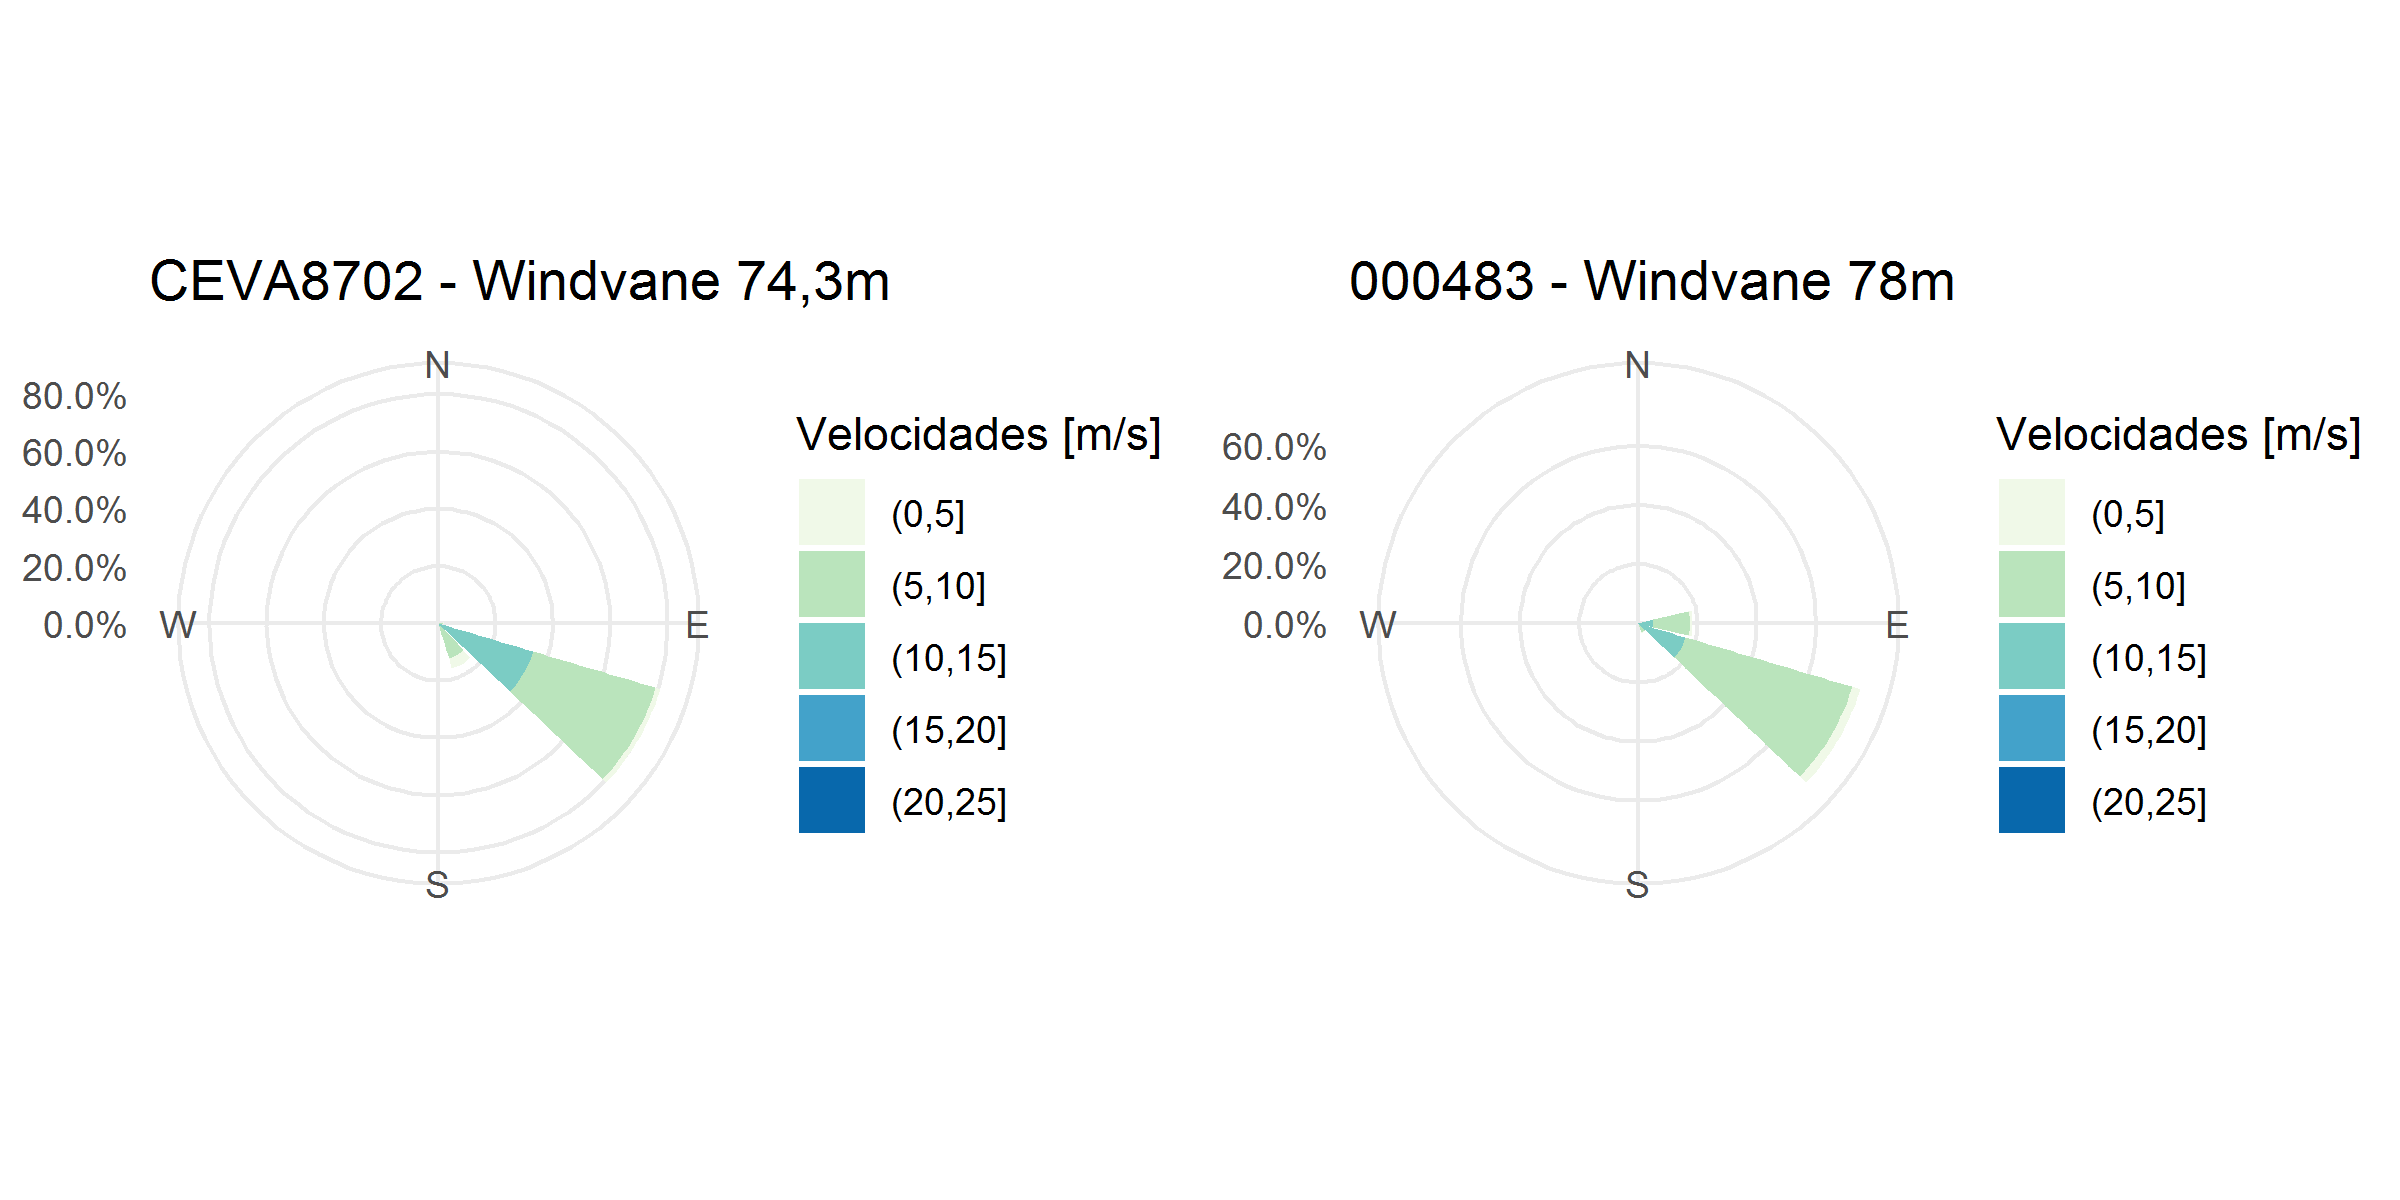 CEVA8702 - Windvane 74,3m
N
80.0%
60.0%
40.0%
20.0%
0.0%
W
E
S
Velocidades [m/s]
(0,5]
(5,10]
(10,15]
(15,20]
(20,25]
000483 - Windvane 78m
N
60.0%
40.0%
20.0%
0.0%
W
E
S
Velocidades [m/s]
(0,5]
(5,10]
(10,15]
(15,20]
(20,25]